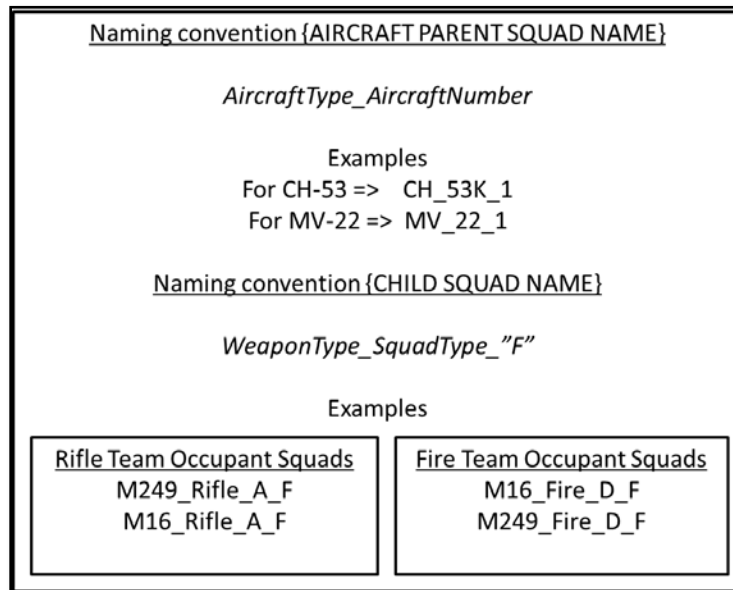 Naming convention {AIRCRAFT PARENT SQUAD NAME}
AircraftType_AircraftNumber
Examples
For CH-53 => CH_53K_1
For MV-22 => MV_22_1
Naming convention {CHILD SQUAD NAME}
WeaponType_SquadType_”F”
Examples
Rifle Team Occupant Squads
M249_Rifle_A_F
M16_Rifle_A_F
Fire Team Occupant Squads
M16_Fire_D_F
M249_Fire_D_F